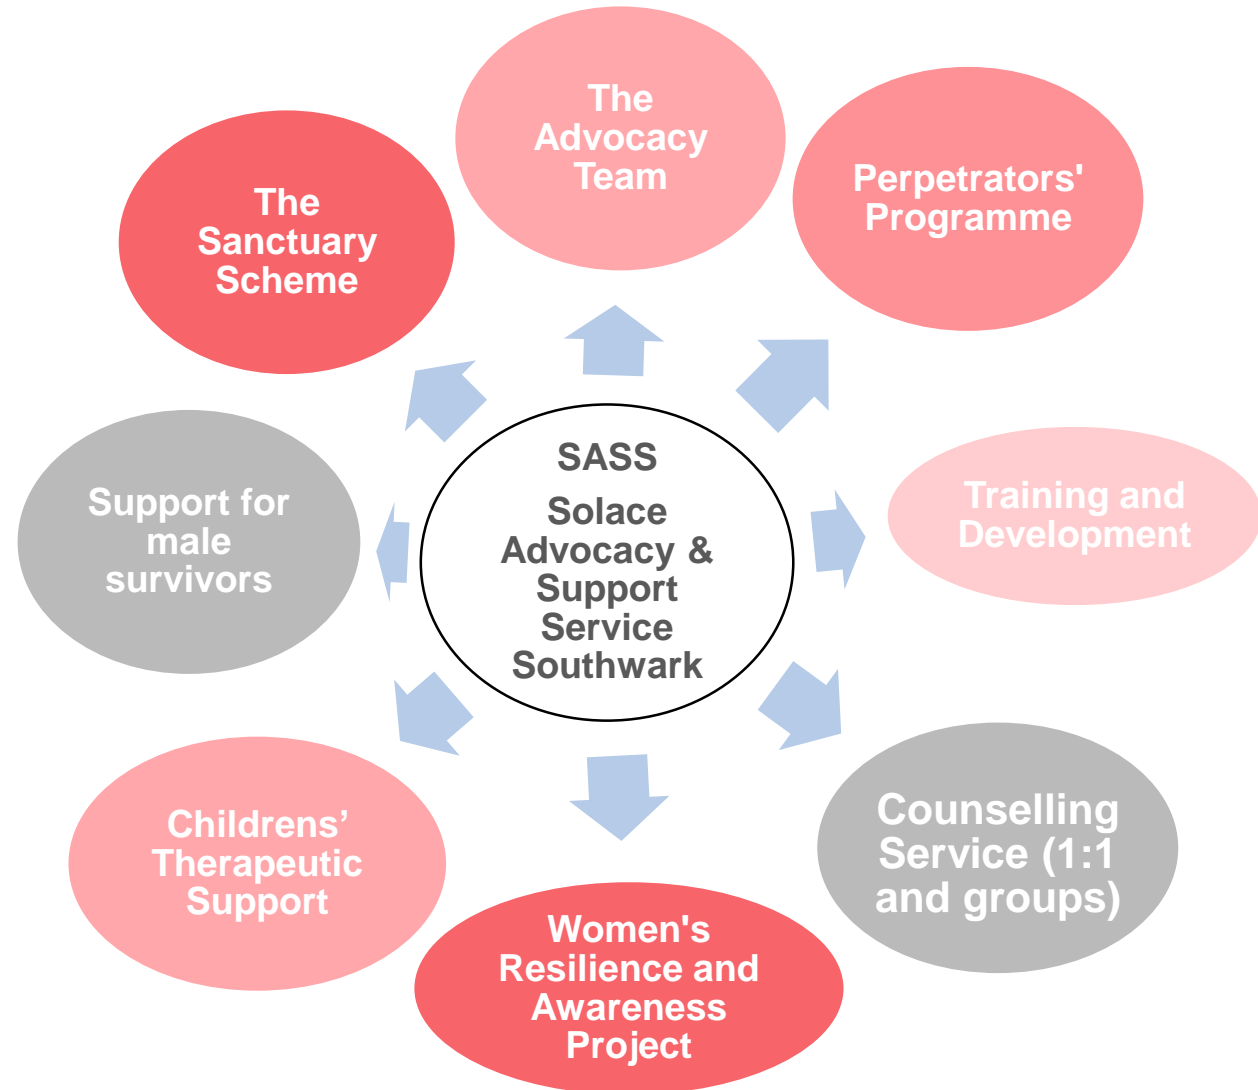 The
Advocacy
Team
Perpetrators'
Programme
The
Sanctuary
Scheme
SASS
Solace
Advocacy &
Support
Service
Southwark
Support for
male
survivors
Training and
Development
Childrens’
Therapeutic
Support
Counselling
Service (1:1
and groups)
Women's
Resilience and
Awareness
Project